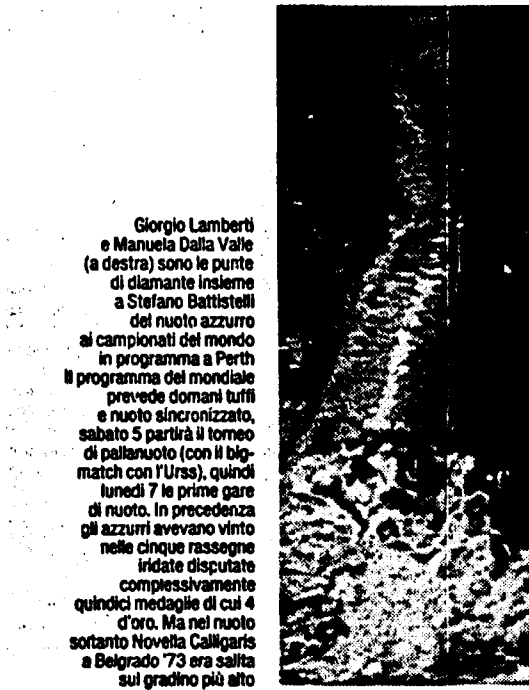 Giorgio Lamberti
e Manuela Dalla Valle
(a destra) sono le punte
di diamante insieme
a Stefano Battistelli
del nuoto azzurro
ai campionati del mondo
in programma a Perth
Il programma del mondiale
prevede domani tuffi
e nuoto sincronizzato,
sabato 5 partirà il torneo
di pallanuoto (con il big-
match con l'Urss), quindi
lunedì 7 le prime gare
di nuoto. In precedenza
gli azzurri avevano vinto
nelle cinque rassegne
iridate disputate
complessivamente
quindici medaglie di cui 4
d'oro. Ma nel nuoto
soltanto Novella Calligaris
a Belgrado '73 era salita
sul gradino più alto